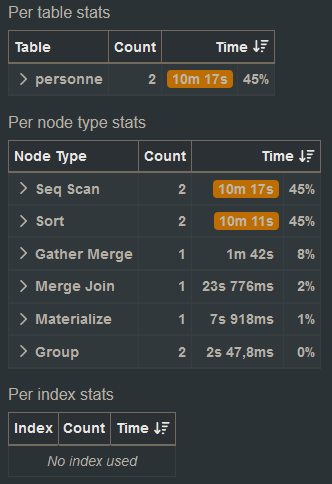 Per table stats
Table Count Time
personne 2 10m 17s 45%
Per node type stats
Node Type Count Time
Seq Scan 2 10m 17s 45%
Sort 2 10m 11s 45%
Gather Merge 1 1m 42s 8%
Merge Join 1 23s 776ms 2%
Materialize 1 7s 918ms 1%
Group 2 2s 47,8ms 0%
Per index stats
Index Count Time
No index used